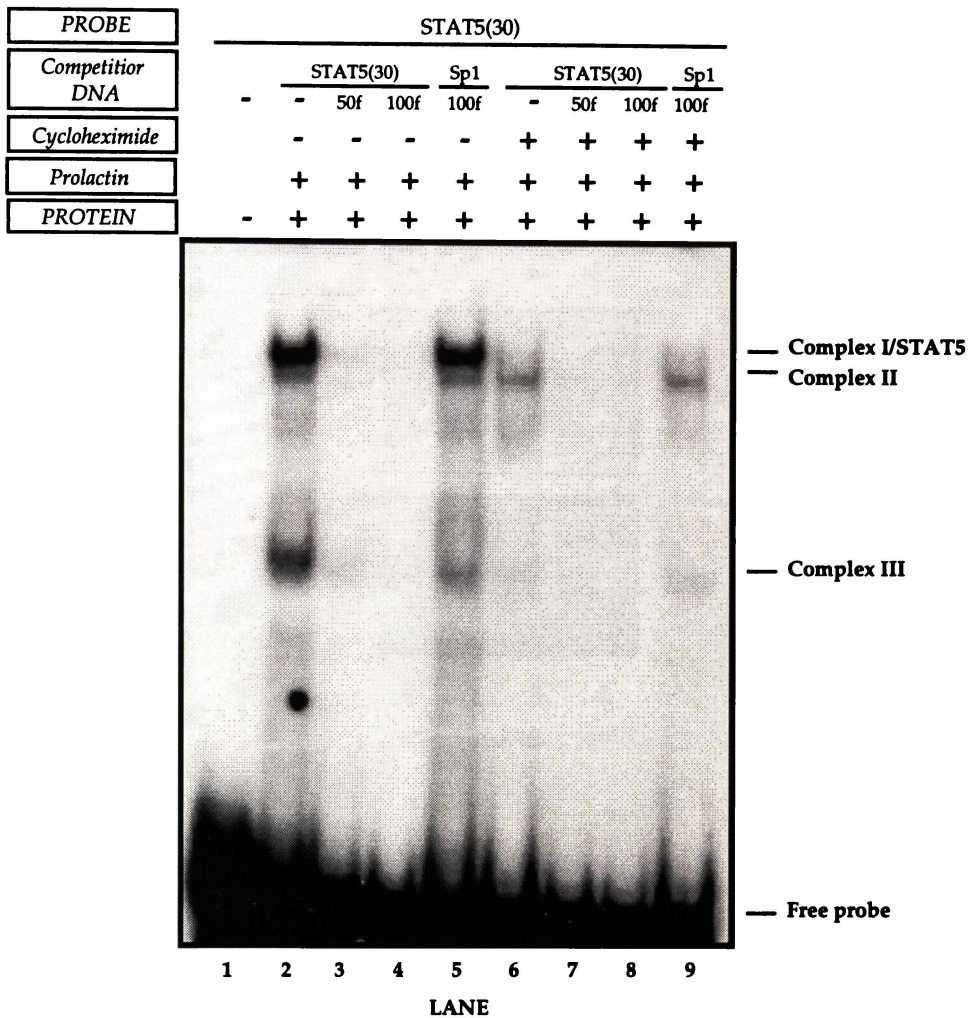 PROBE STAT5(30)
Competitior DNA STAT5(30) Sp1 STAT5(30) Sp1
- - 50f 100f 100f - 50f 100f 100f
Cycloheximide - - - - + + + +
Prolactin + + + + + + + +
PROTEIN - + + + + + + + +
Complex I/STAT5
Complex II
Complex III
Free probe
1 2 3 4 5 6 7 8 9
LANE